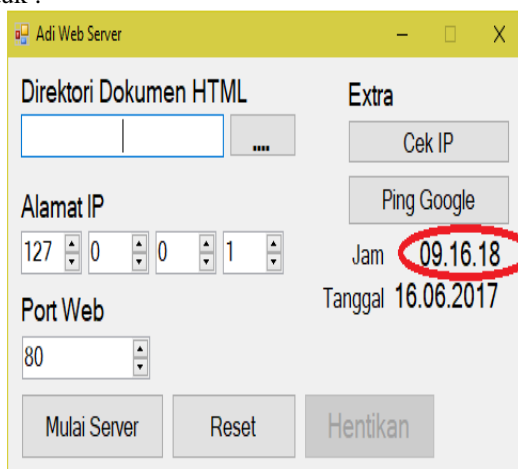 Adi Web Server
Direktori Dokumen HTML
....
Alamat IP
127 0 0 1
Port Web
80
Mulai Server Reset Hentikan
Extra
Cek IP
Ping Google
Jam 09.16.18
Tanggal 16.06.2017